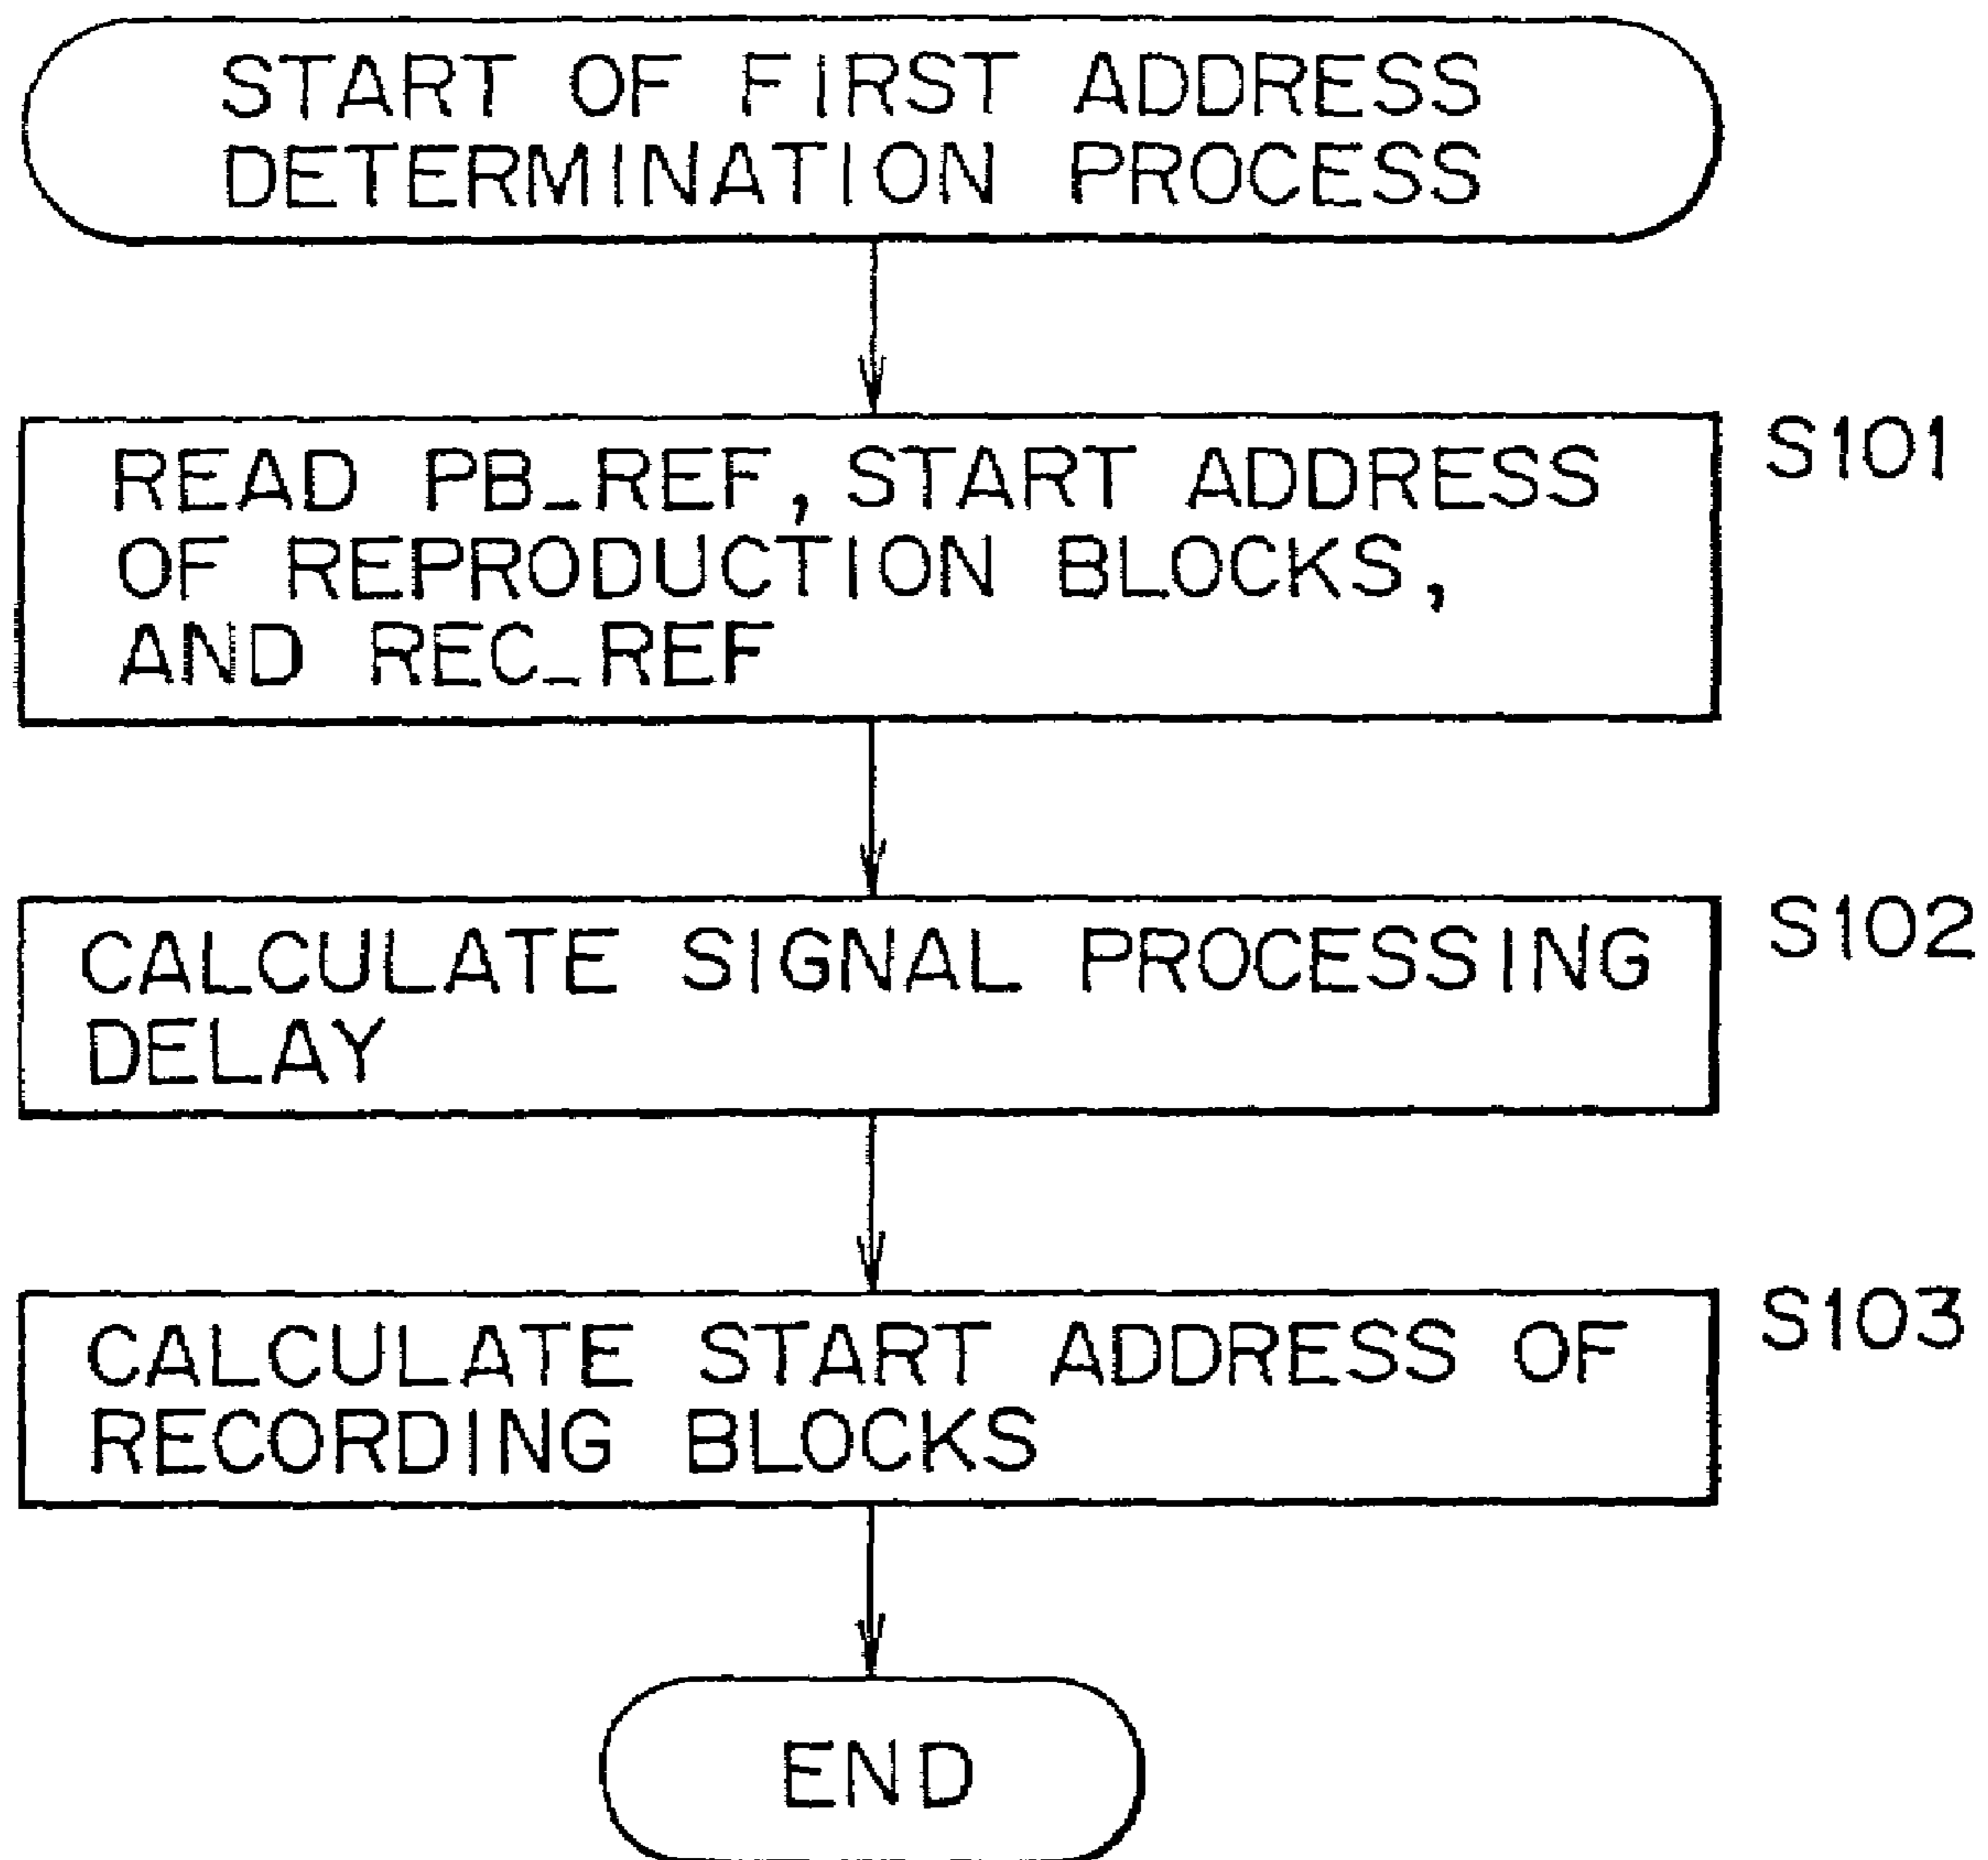 START OF FIRST ADDRESS
DETERMINATION PROCESS
READ PB_REF, START ADDRESS
OF REPRODUCTION BLOCKS,
AND REC_REF
S101
CALCULATE SIGNAL PROCESSING
DELAY
S102
CALCULATE START ADDRESS OF
RECORDING BLOCKS
S103
END